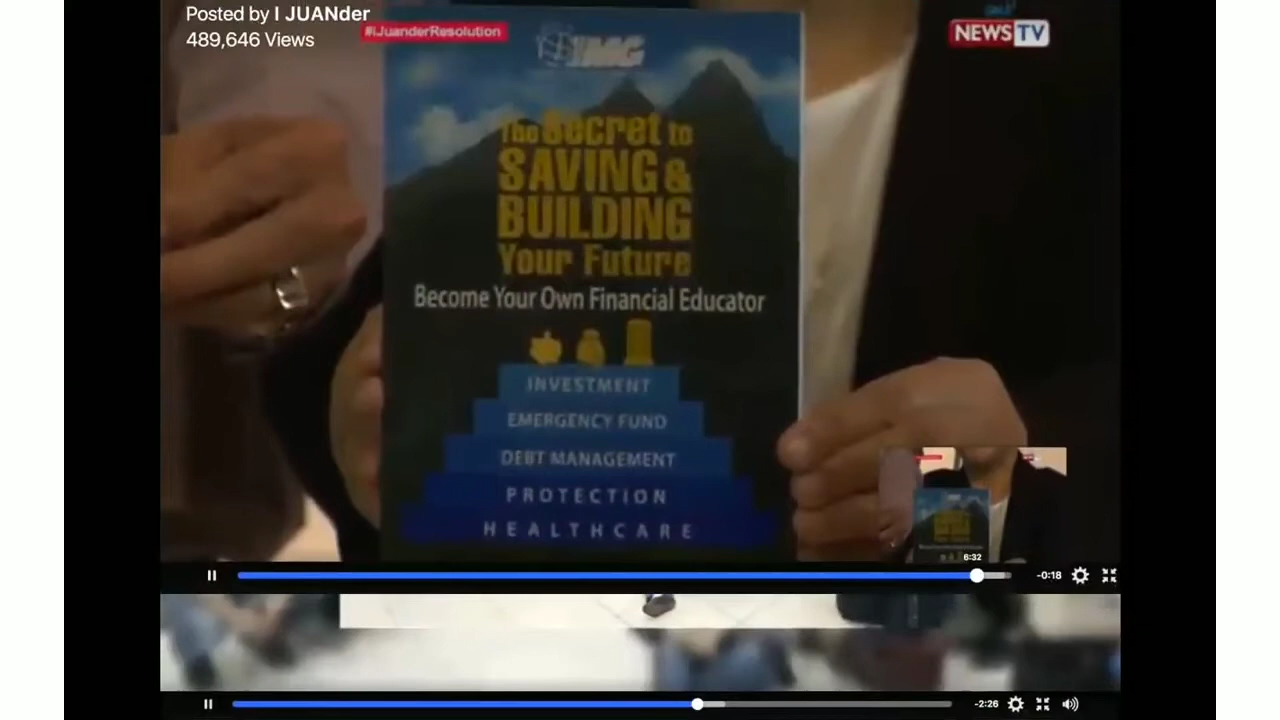 Posted by I JUANder
489,646 Views
#IJuanderResolution
NEWS TV
IMG
The Secret to
SAVING &
BUILDING
Your Future
Become Your Own Financial Educator
INVESTMENT
EMERGENCY FUND
DEBT MANAGEMENT
PROTECTION
HEALTHCARE
6:32
-0:18
-2:26